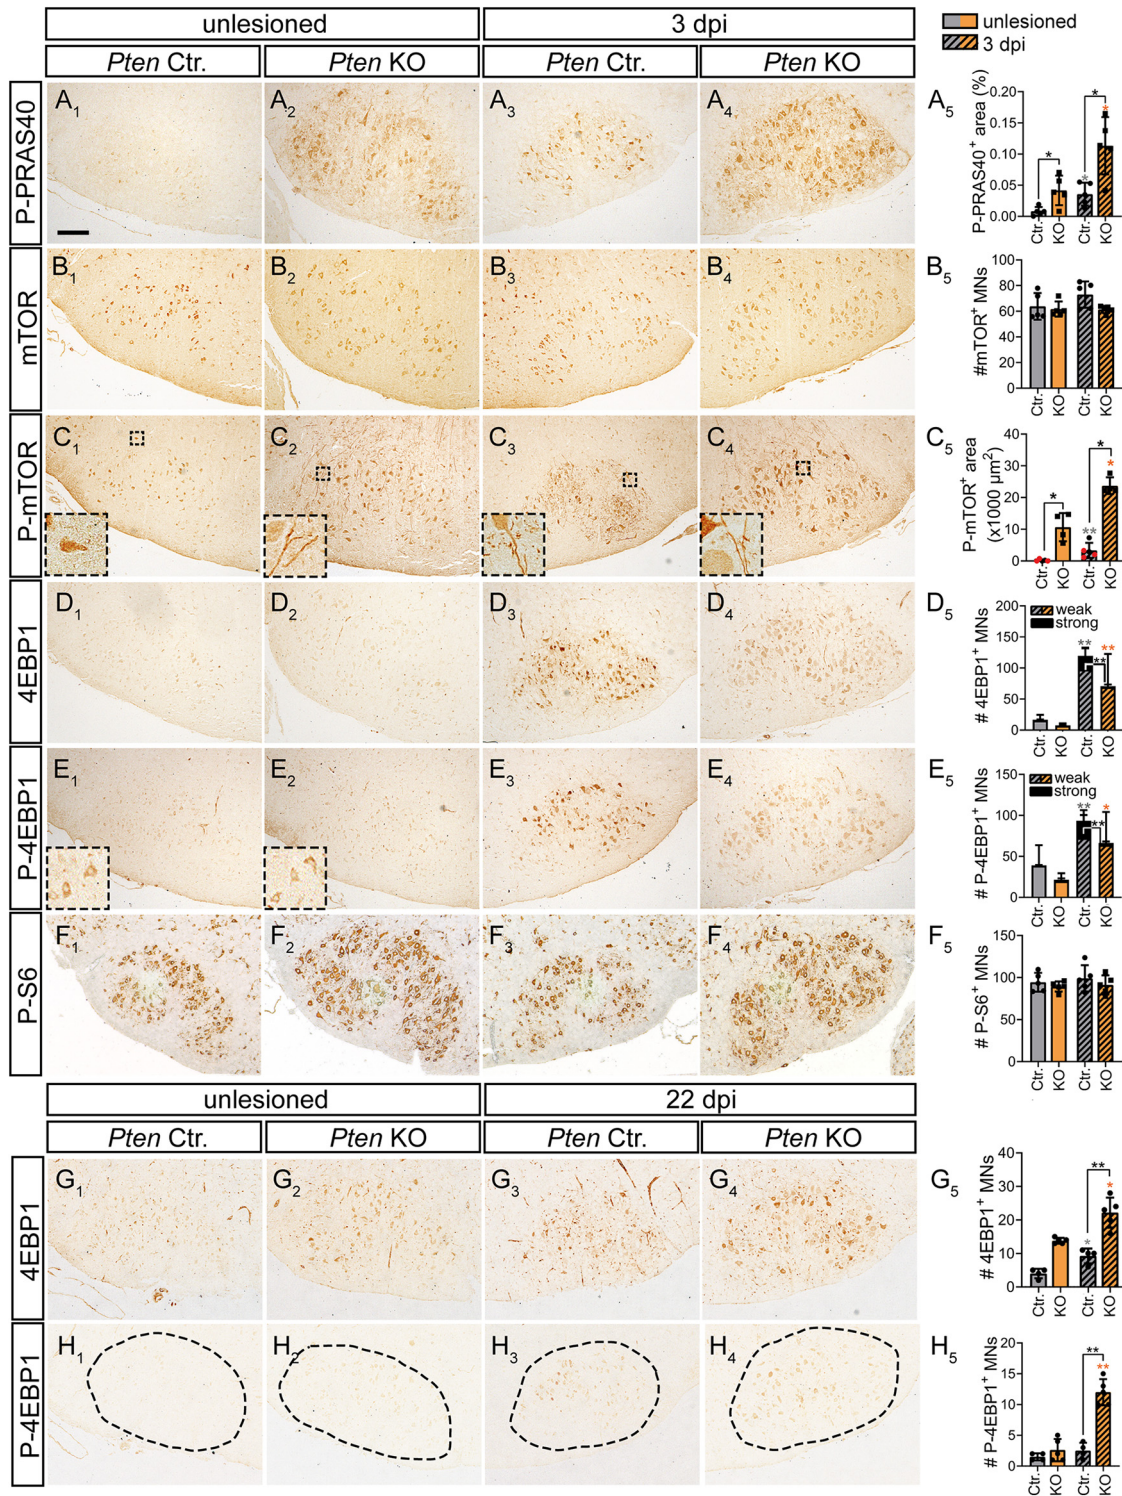 unlesioned
3 dpi
unlesioned
3 dpi
Pten Ctr.
Pten KO
Pten Ctr.
Pten KO
P-PRAS40
A1
A2
A3
A4
A5
P-PRAS40+ area (%)
0.20
0.15
0.10
0.05
0.00
*
*
*
*
Ctr.
KO
Ctr.
KO
mTOR
B1
B2
B3
B4
B5
#mTOR+ MNs
100
80
60
40
20
0
Ctr.
KO
Ctr.
KO
P-mTOR
C1
C2
C3
C4
C5
P-mTOR+ area
(x1000 µm2)
40
30
20
10
0
*
**
*
*
Ctr.
KO
Ctr.
KO
4EBP1
D1
D2
D3
D4
D5
# 4EBP1+ MNs
200
150
100
50
0
weak
strong
**
**
**
Ctr.
KO
Ctr.
KO
P-4EBP1
E1
E2
E3
E4
E5
# P-4EBP1+ MNs
150
100
50
0
weak
strong
**
**
*
Ctr.
KO
Ctr.
KO
P-S6
F1
F2
F3
F4
F5
# P-S6+ MNs
150
100
50
0
Ctr.
KO
Ctr.
KO
unlesioned
22 dpi
Pten Ctr.
Pten KO
Pten Ctr.
Pten KO
4EBP1
G1
G2
G3
G4
G5
# 4EBP1+ MNs
40
30
20
10
0
**
*
*
Ctr.
KO
Ctr.
KO
P-4EBP1
H1
H2
H3
H4
H5
# P-4EBP1+ MNs
20
15
10
5
0
**
**
Ctr.
KO
Ctr.
KO